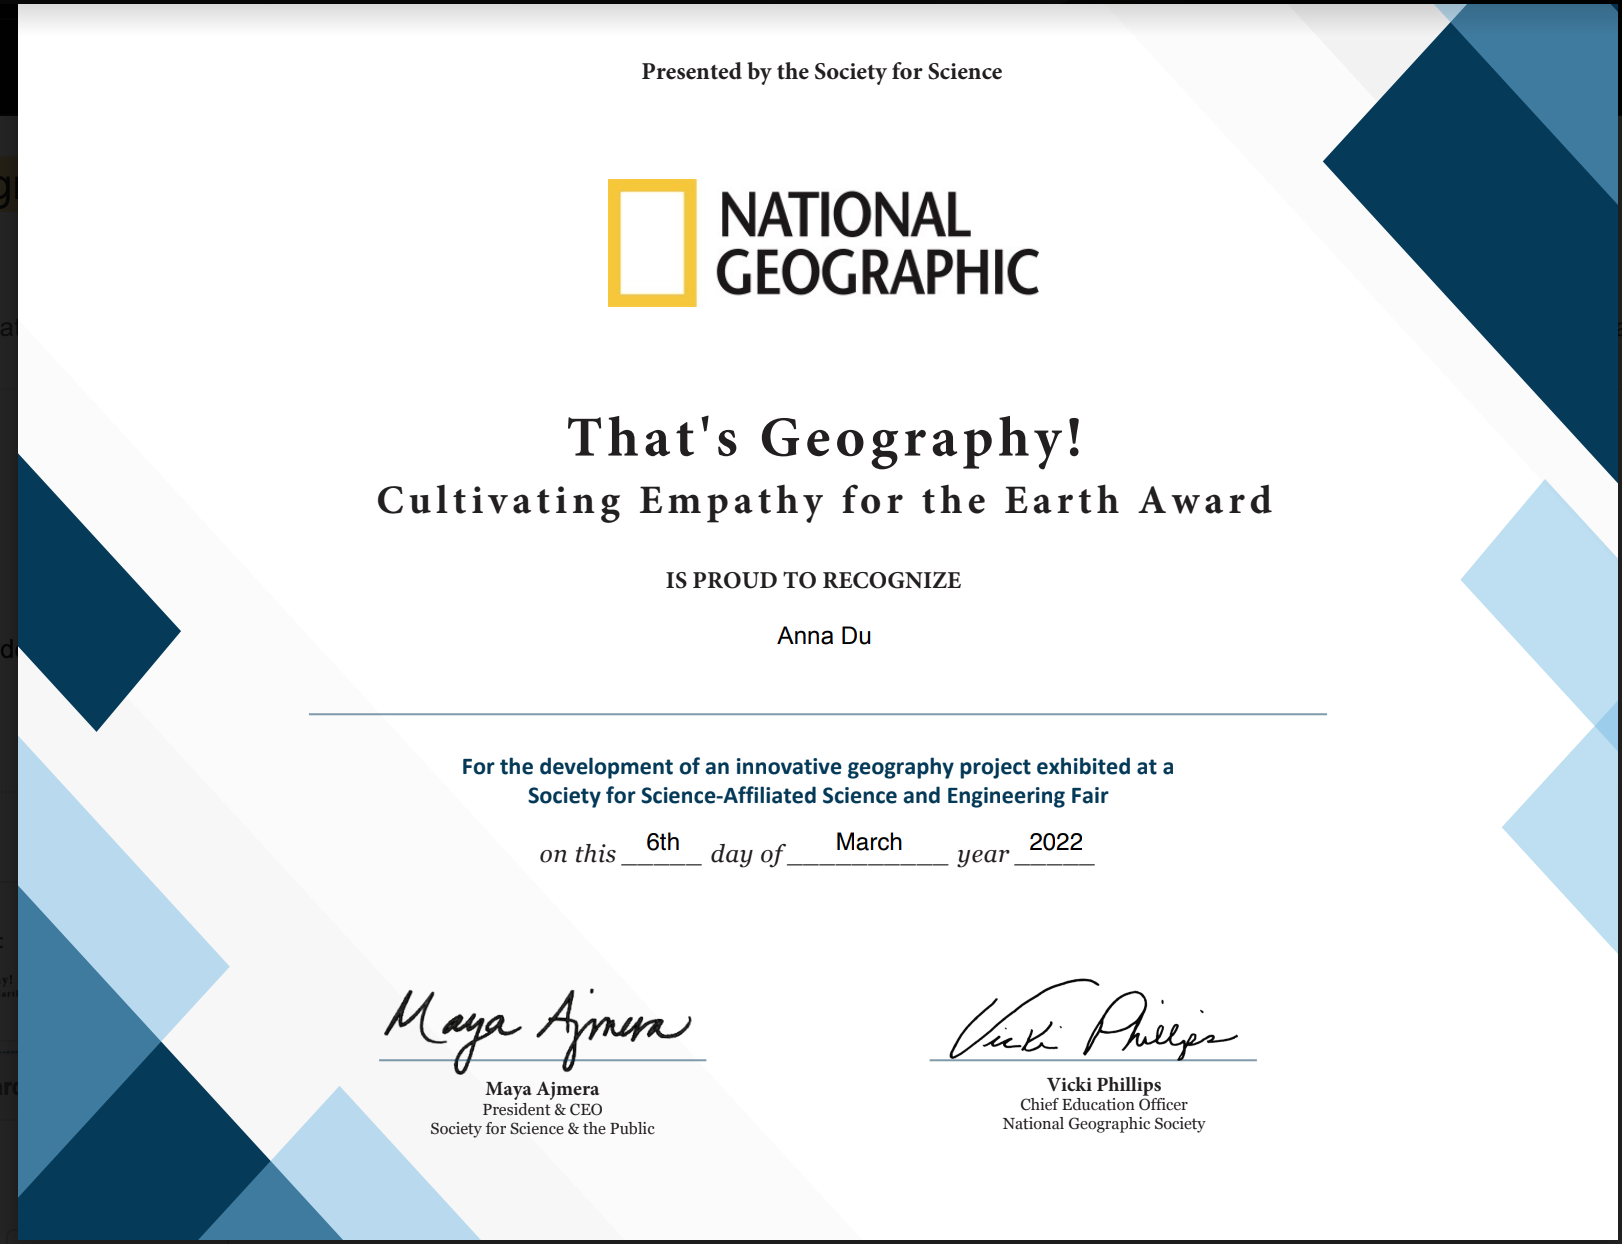 Presented by the Society for Science
NATIONAL
GEOGRAPHIC
That's Geography!
Cultivating Empathy for the Earth Award
IS PROUD TO RECOGNIZE
Anna Du
For the development of an innovative geography project exhibited at a
Society for Science-Affiliated Science and Engineering Fair
on this 6th day of March year 2022
Maya Ajmera
Vicki Phillips
Maya Ajmera
President & CEO
Society for Science & the Public
Vicki Phillips
Chief Education Officer
National Geographic Society